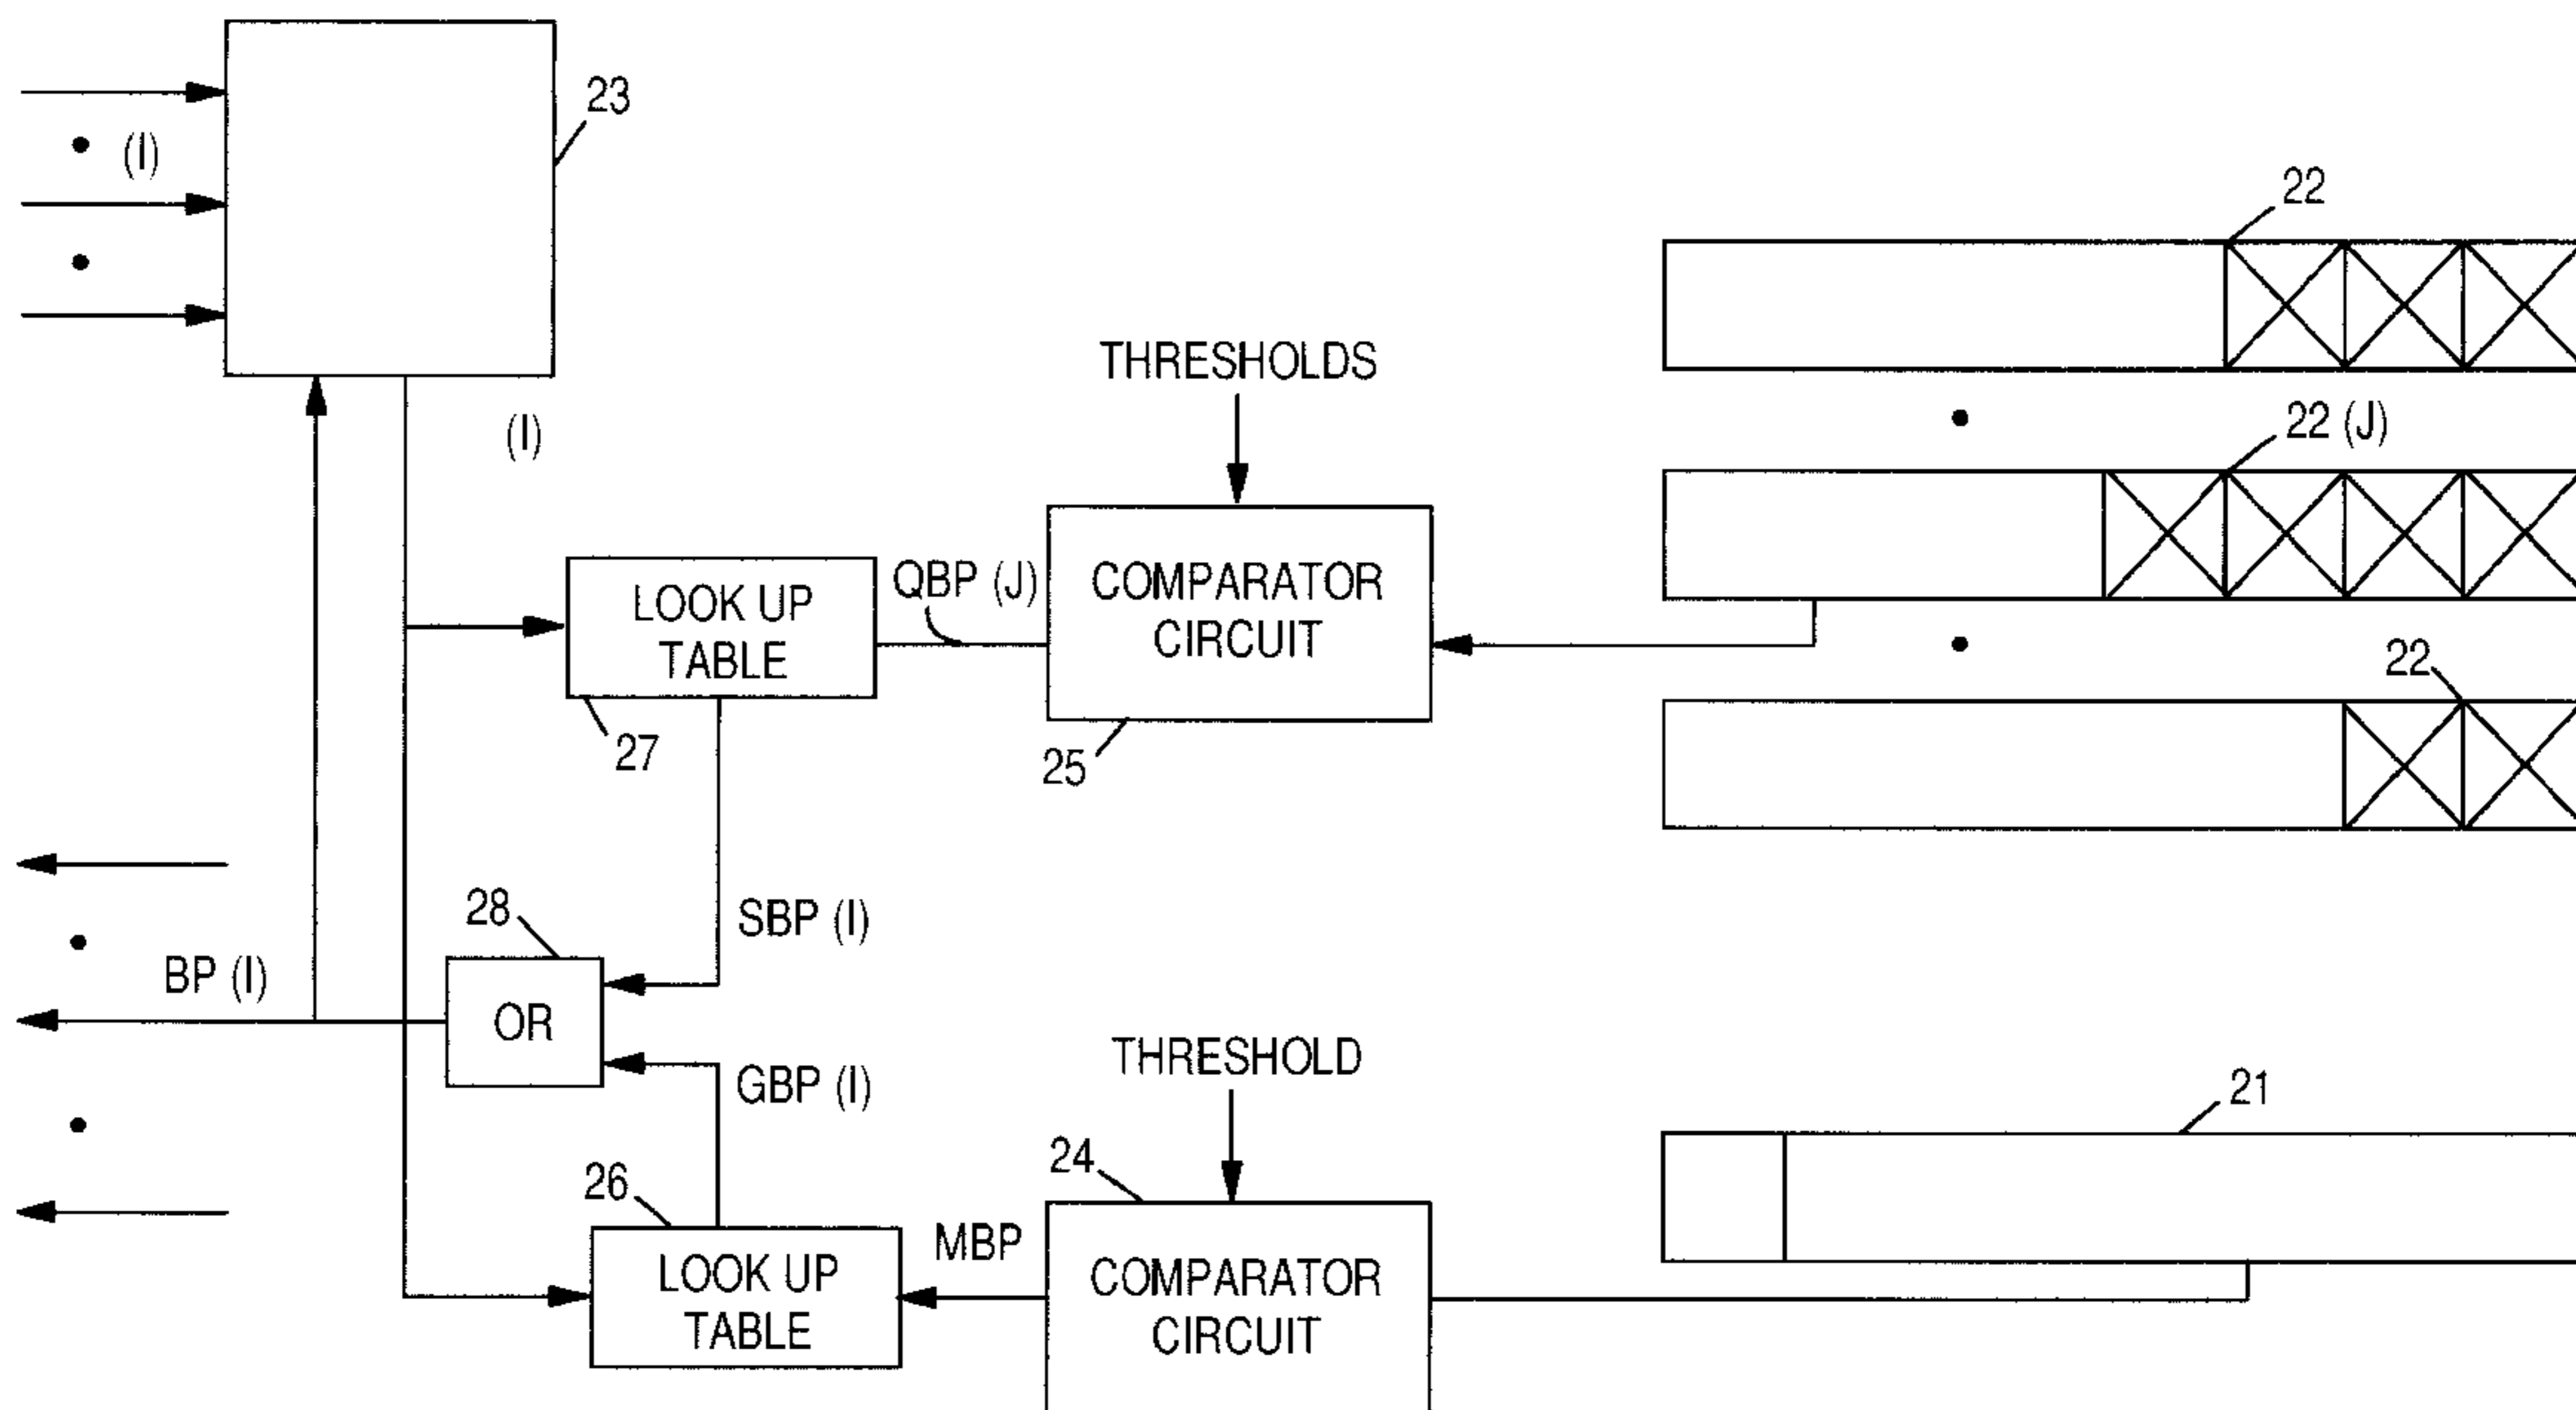 23
(I)
22
THRESHOLDS
(I)
22 (J)
QBP (J)
COMPARATOR
CIRCUIT
LOOK UP
TABLE
22
27
25
28
SBP (I)
BP (I)
OR
THRESHOLD
GBP (I)
21
24
26
MBP
LOOK UP
TABLE
COMPARATOR
CIRCUIT